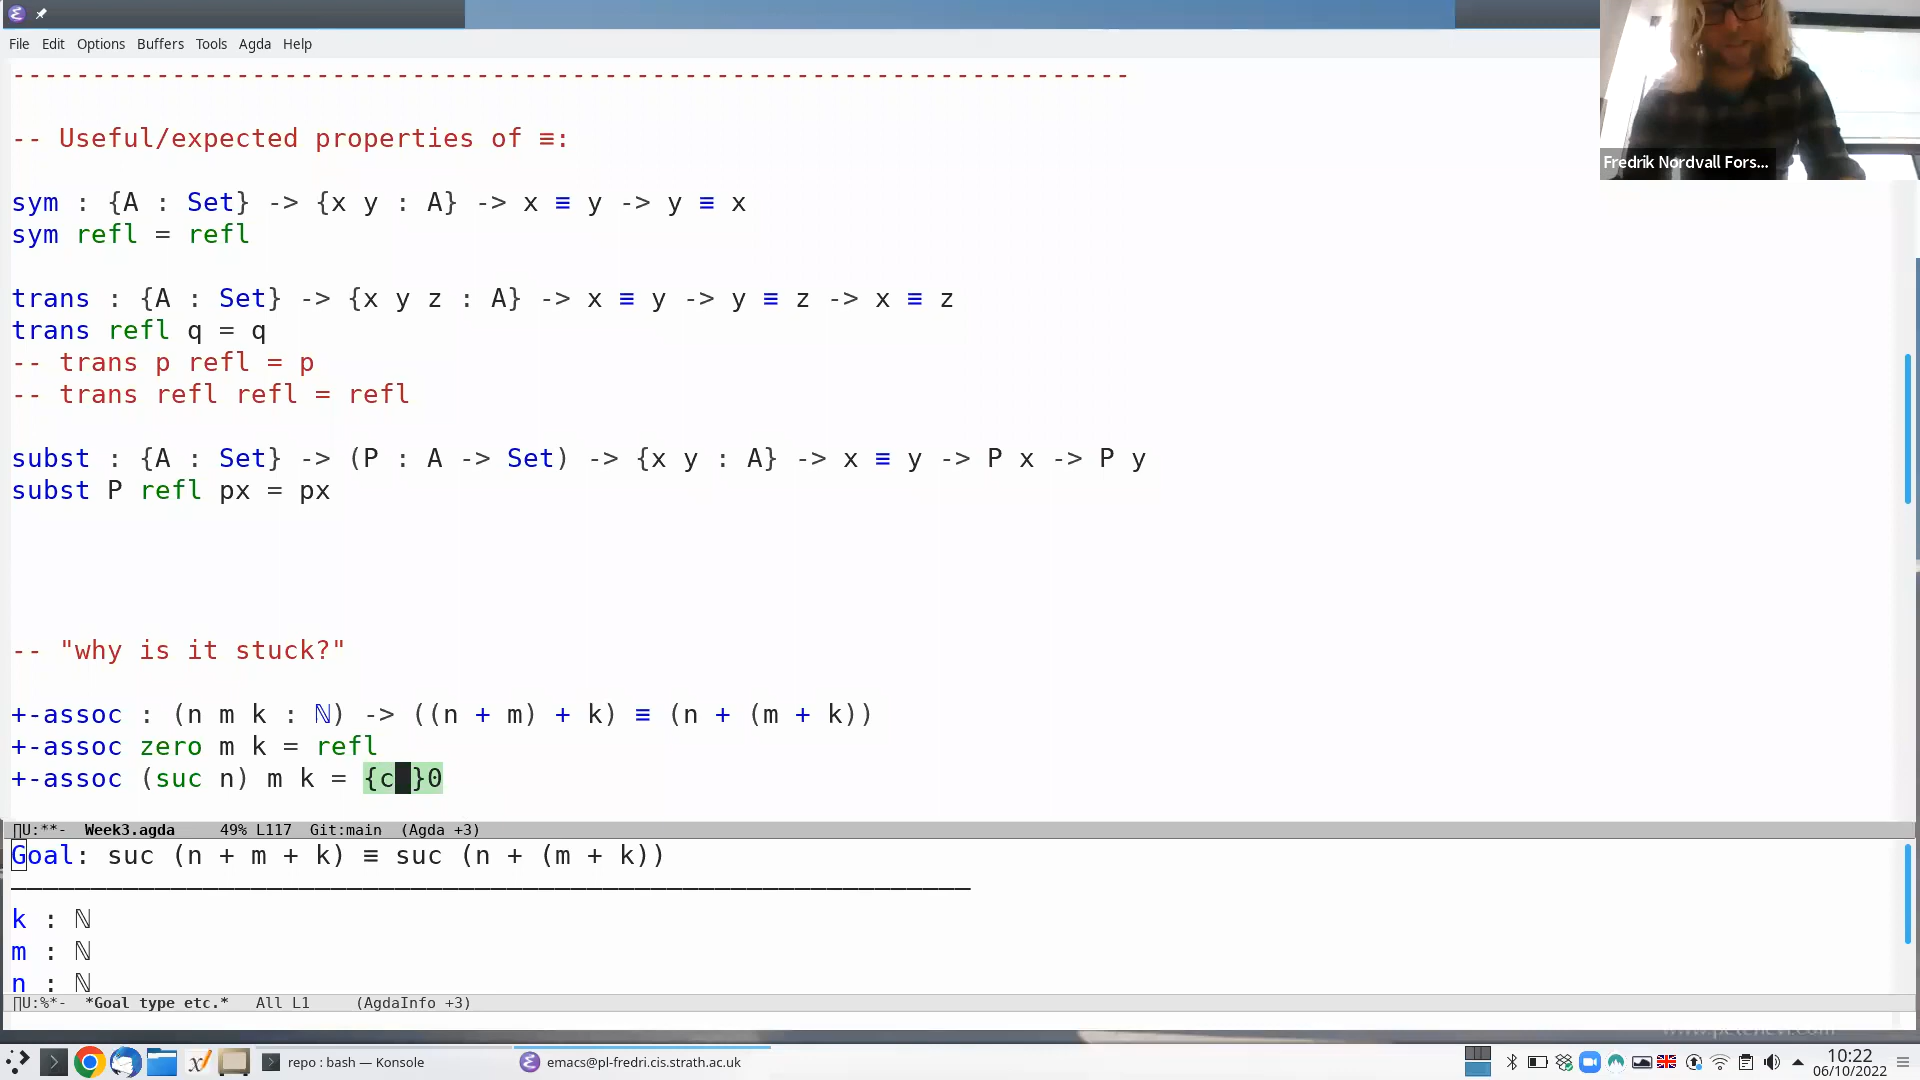 File Edit Options Buffers Tools Agda Help
----------------------------------------------------------------------
-- Useful/expected properties of ≡:
sym : {A : Set} -> {x y : A} -> x ≡ y -> y ≡ x
sym refl = refl
trans : {A : Set} -> {x y z : A} -> x ≡ y -> y ≡ z -> x ≡ z
trans refl q = q
-- trans p refl = p
-- trans refl refl = refl
subst : {A : Set} -> (P : A -> Set) -> {x y : A} -> x ≡ y -> P x -> P y
subst P refl px = px
-- "why is it stuck?"
+-assoc : (n m k : ℕ) -> ((n + m) + k) ≡ (n + (m + k))
+-assoc zero m k = refl
+-assoc (suc n) m k = {c }0
U:**- Week3.agda 49% L117 Git:main (Agda +3)
Goal: suc (n + m + k) ≡ suc (n + (m + k))
k : ℕ
m : ℕ
n : ℕ
U:%*- *Goal type etc.* All L1 (AgdaInfo +3)
Fredrik Nordvall Fors...
repo : bash — Konsole
emacs@pl-fredri.cis.strath.ac.uk
10:22
06/10/2022